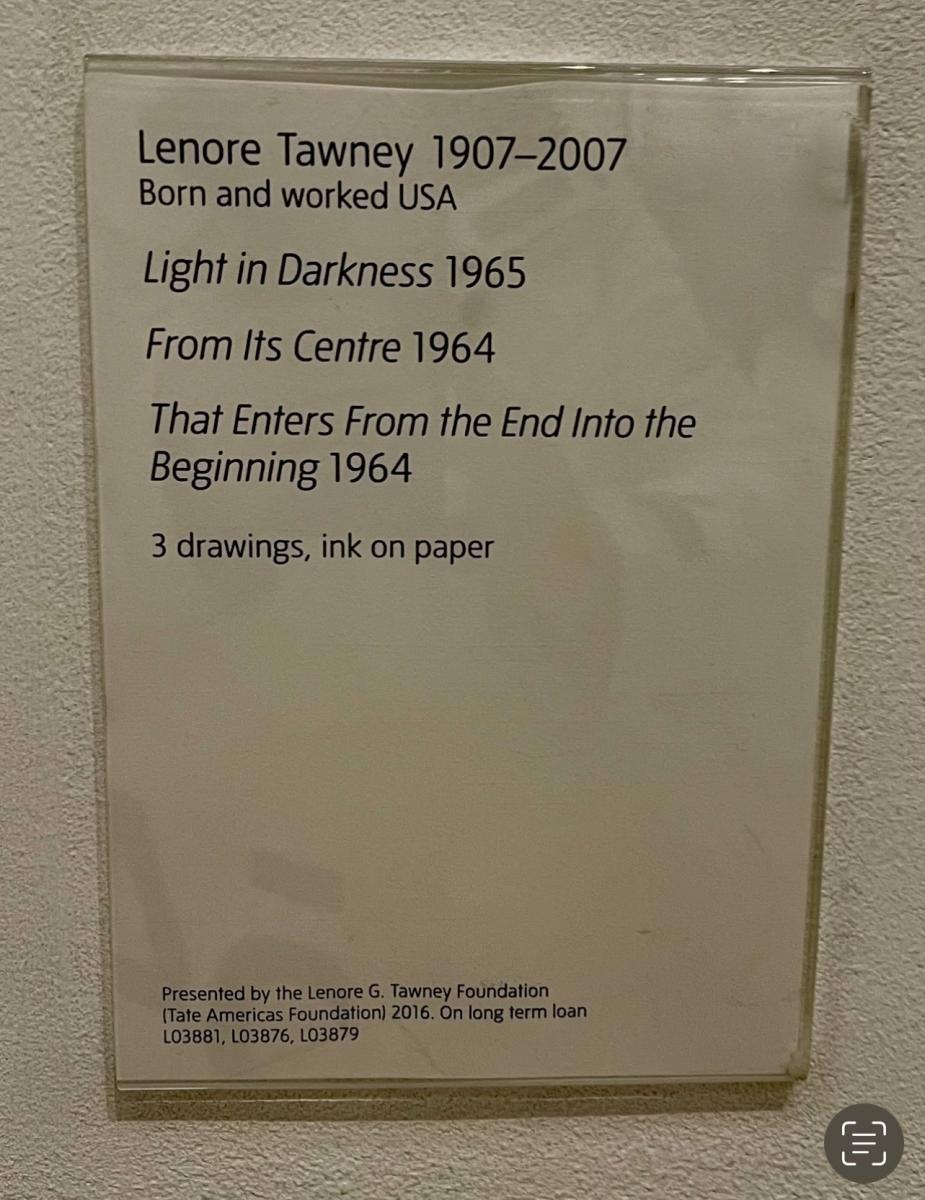 Lenore Tawney 1907–2007
Born and worked USA
Light in Darkness 1965
From Its Centre 1964
That Enters From the End Into the
Beginning 1964
3 drawings, ink on paper
Presented by the Lenore G. Tawney Foundation
(Tate Americas Foundation) 2016. On long term loan
L03881, L03876, L03879